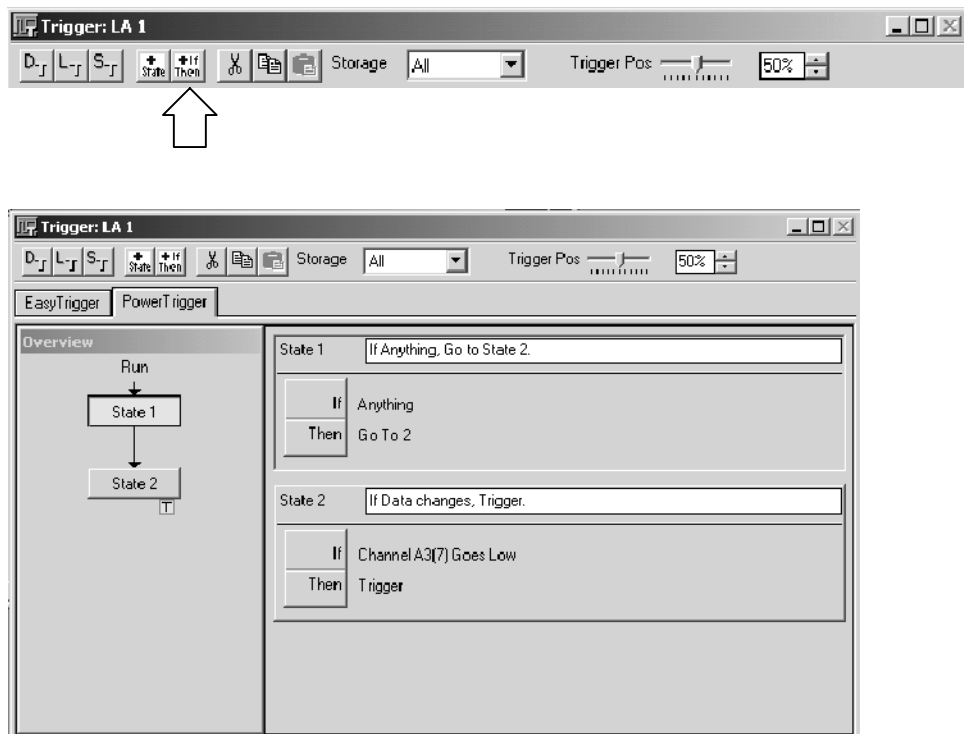 Trigger: LA 1
D- L- S- +State +If Then Storage All Trigger Pos 50%
Trigger: LA 1
D- L- S- +State +If Then Storage All Trigger Pos 50%
EasyTrigger PowerTrigger
Overview
Run
State 1
State 2
T
State 1 If Anything, Go to State 2.
If Anything
Then Go To 2
State 2 If Data changes, Trigger.
If Channel A3(7) Goes Low
Then Trigger